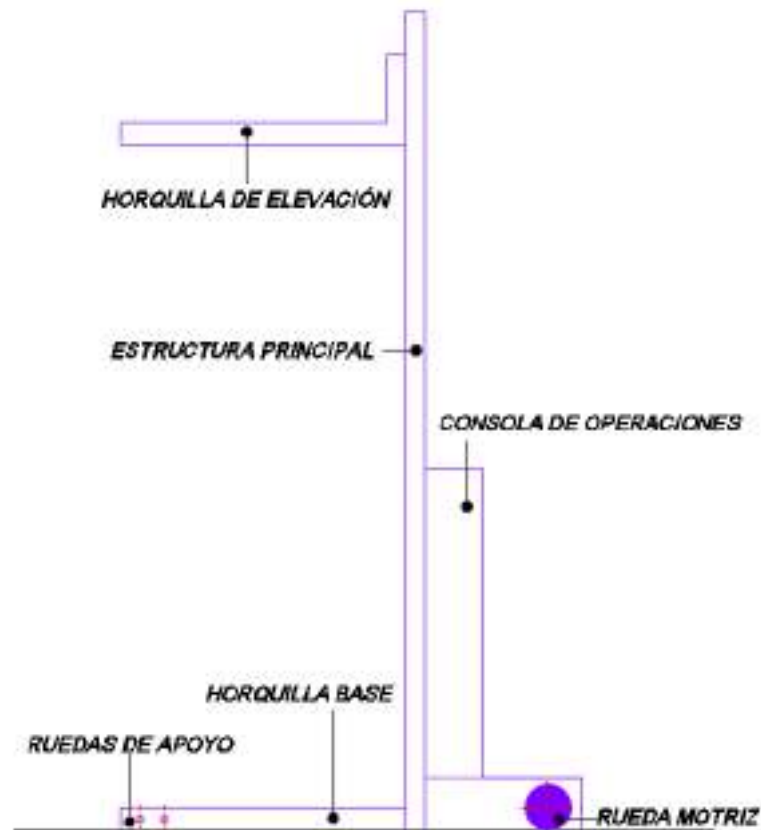 HORQUILLA DE ELEVACIÓN
ESTRUCTURA PRINCIPAL
CONSOLA DE OPERACIONES
HORQUILLA BASE
RUEDAS DE APOYO
RUEDA MOTRIZ